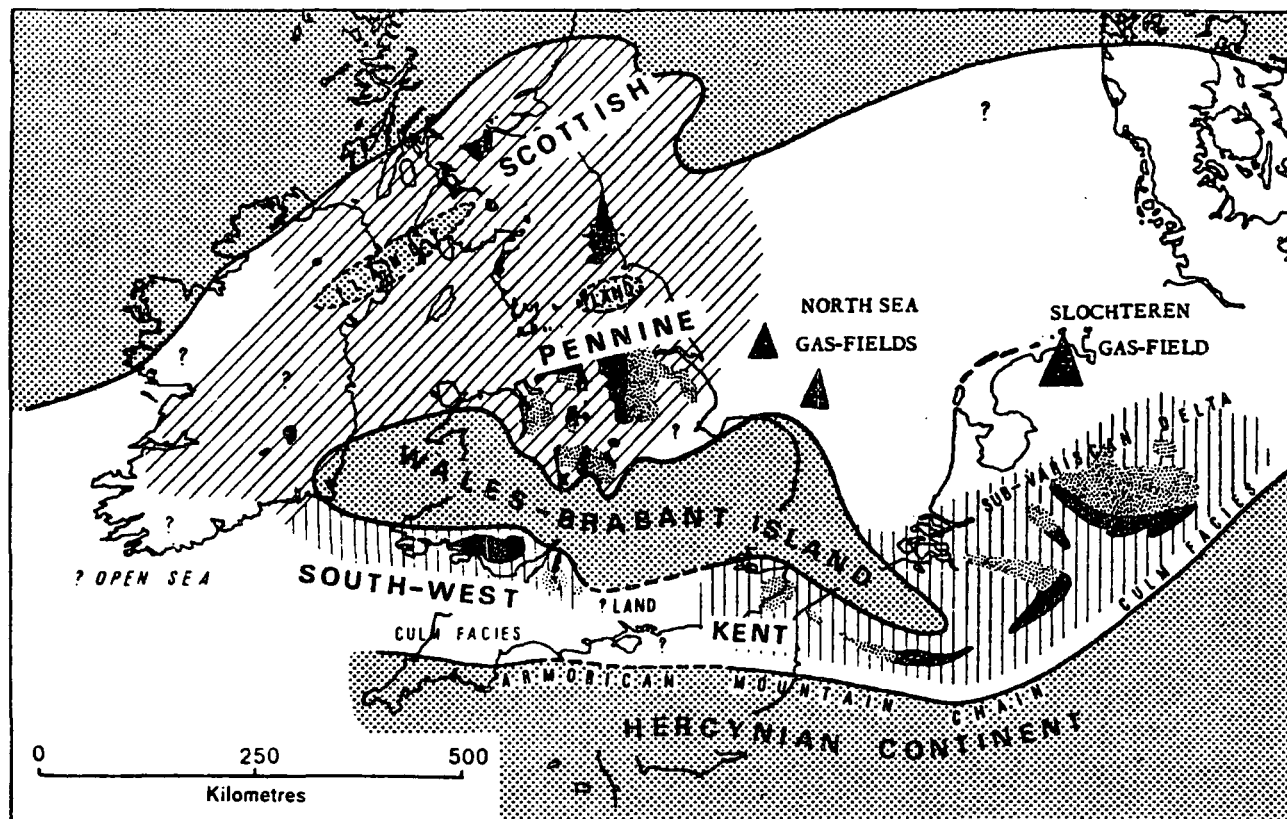 ?
SCOTTISH
LAND
PENNINE
NORTH SEA
GAS-FIELDS
SLOCHTEREN
GAS-FIELD
?
?
?
WALES-BRABANT ISLAND
SUB-VARISCAN DELTA
CULM FACIES
?
? OPEN SEA
SOUTH-WEST
? LAND
KENT
CULM FACIES
?
ARMORICAN MOUNTAIN CHAIN
HERCYNIAN CONTINENT
0 250 500
Kilometres